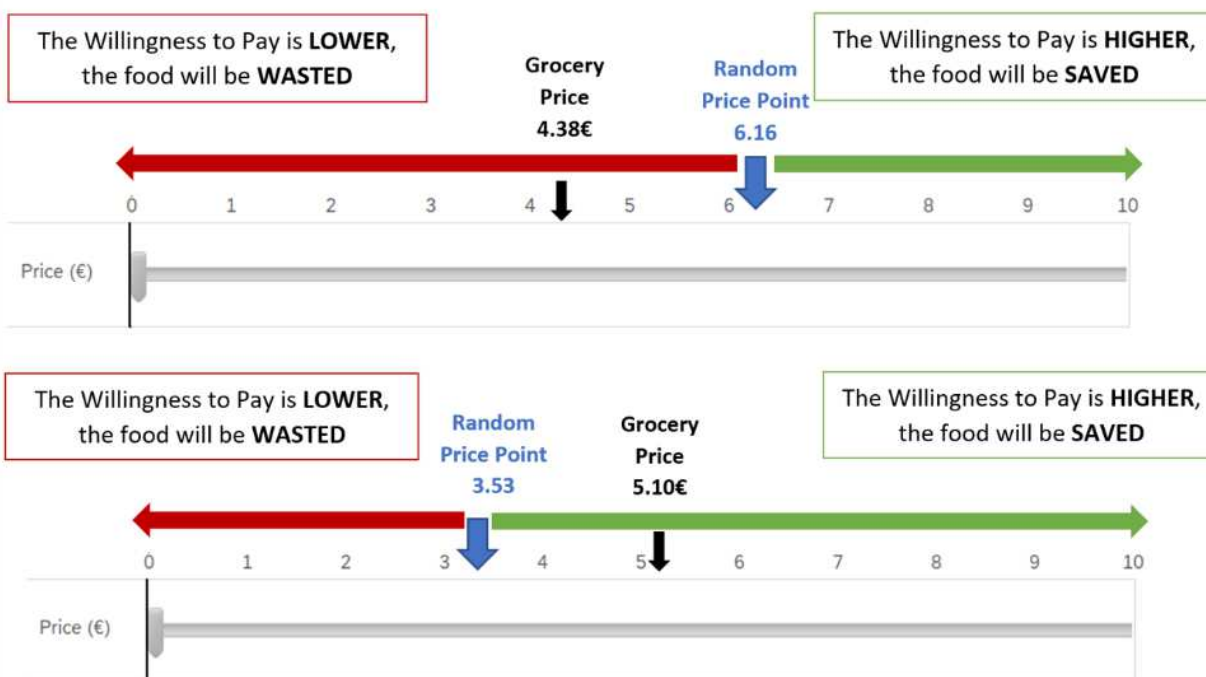 The Willingness to Pay is LOWER,
the food will be WASTED
Grocery
Price
4.38€
Random
Price Point
6.16
The Willingness to Pay is HIGHER,
the food will be SAVED
0 1 2 3 4 5 6 7 8 9 10
Price (€)
The Willingness to Pay is LOWER,
the food will be WASTED
Random
Price Point
3.53
Grocery
Price
5.10€
The Willingness to Pay is HIGHER,
the food will be SAVED
0 1 2 3 4 5 6 7 8 9 10
Price (€)